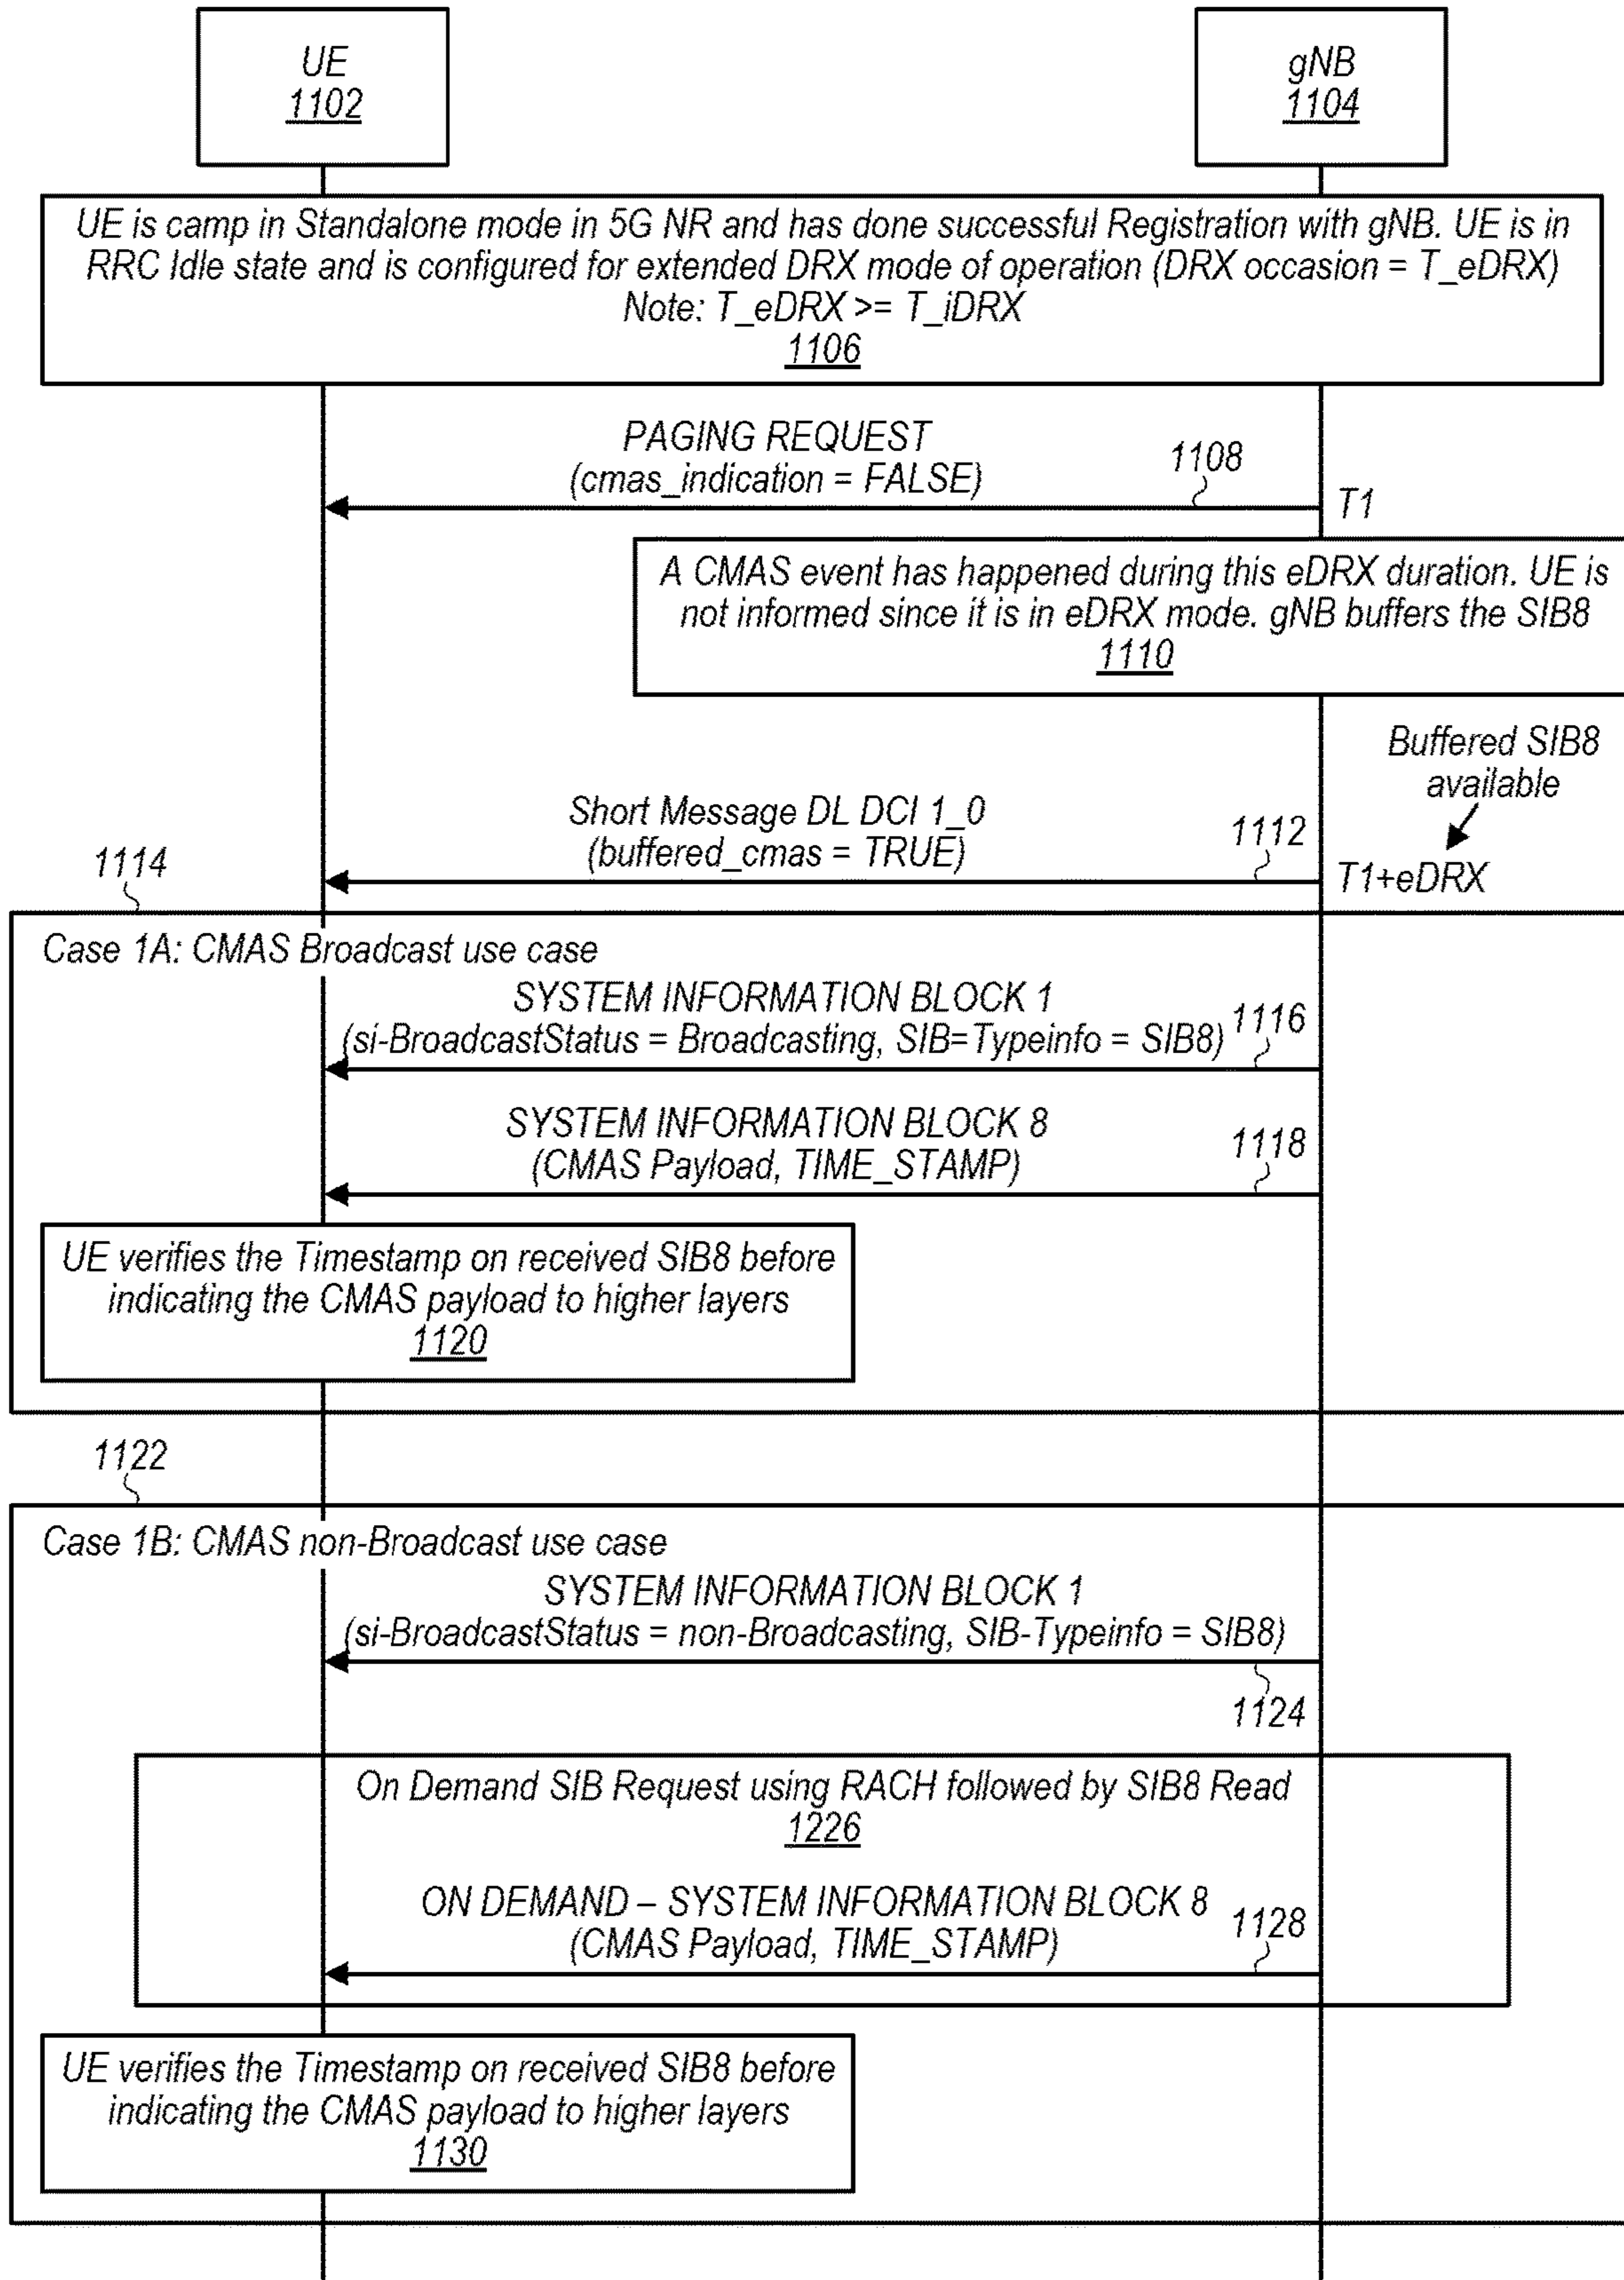 UE
1102
gNB
1104
UE is camp in Standalone mode in 5G NR and has done successful Registration with gNB. UE is in
RRC Idle state and is configured for extended DRX mode of operation (DRX occasion = T_eDRX)
Note: T_eDRX >= T_iDRX
1106
PAGING REQUEST
(cmas_indication = FALSE)
1108
T1
A CMAS event has happened during this eDRX duration. UE is
not informed since it is in eDRX mode. gNB buffers the SIB8
1110
Buffered SIB8
available
Short Message DL DCI 1_0
(buffered_cmas = TRUE)
1112
T1+eDRX
1114
Case 1A: CMAS Broadcast use case
SYSTEM INFORMATION BLOCK 1
(si-BroadcastStatus = Broadcasting, SIB=Typeinfo = SIB8)
1116
SYSTEM INFORMATION BLOCK 8
(CMAS Payload, TIME_STAMP)
1118
UE verifies the Timestamp on received SIB8 before
indicating the CMAS payload to higher layers
1120
1122
Case 1B: CMAS non-Broadcast use case
SYSTEM INFORMATION BLOCK 1
(si-BroadcastStatus = non-Broadcasting, SIB-Typeinfo = SIB8)
1124
On Demand SIB Request using RACH followed by SIB8 Read
1226
ON DEMAND – SYSTEM INFORMATION BLOCK 8
(CMAS Payload, TIME_STAMP)
1128
UE verifies the Timestamp on received SIB8 before
indicating the CMAS payload to higher layers
1130